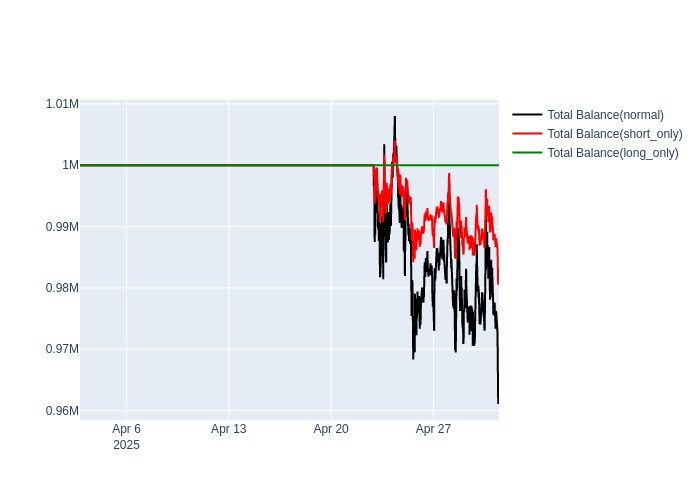 1.01M
1M
0.99M
0.98M
0.97M
0.96M
Apr 6
2025
Apr 13
Apr 20
Apr 27
Total Balance(normal)
Total Balance(short_only)
Total Balance(long_only)